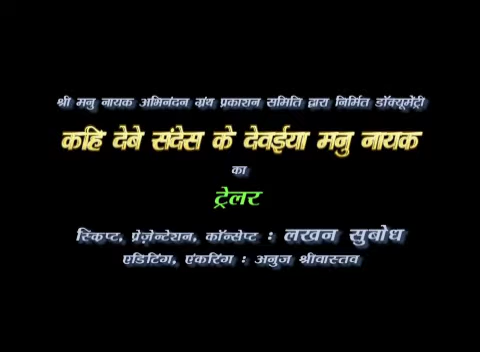 श्री मनु नायक अभिनंदन ग्रंथ प्रकाशन समिति द्वारा निर्मित डॉक्यूमेंट्री
कहि देबे संदेस के देवईया मनु नायक
का
ट्रेलर
स्किप्ट, प्रेज़ेन्टेशन, कॉन्सेप्ट : लखन सुबोध
एडिटिंग, एंकरिंग : अनुज श्रीवास्तव